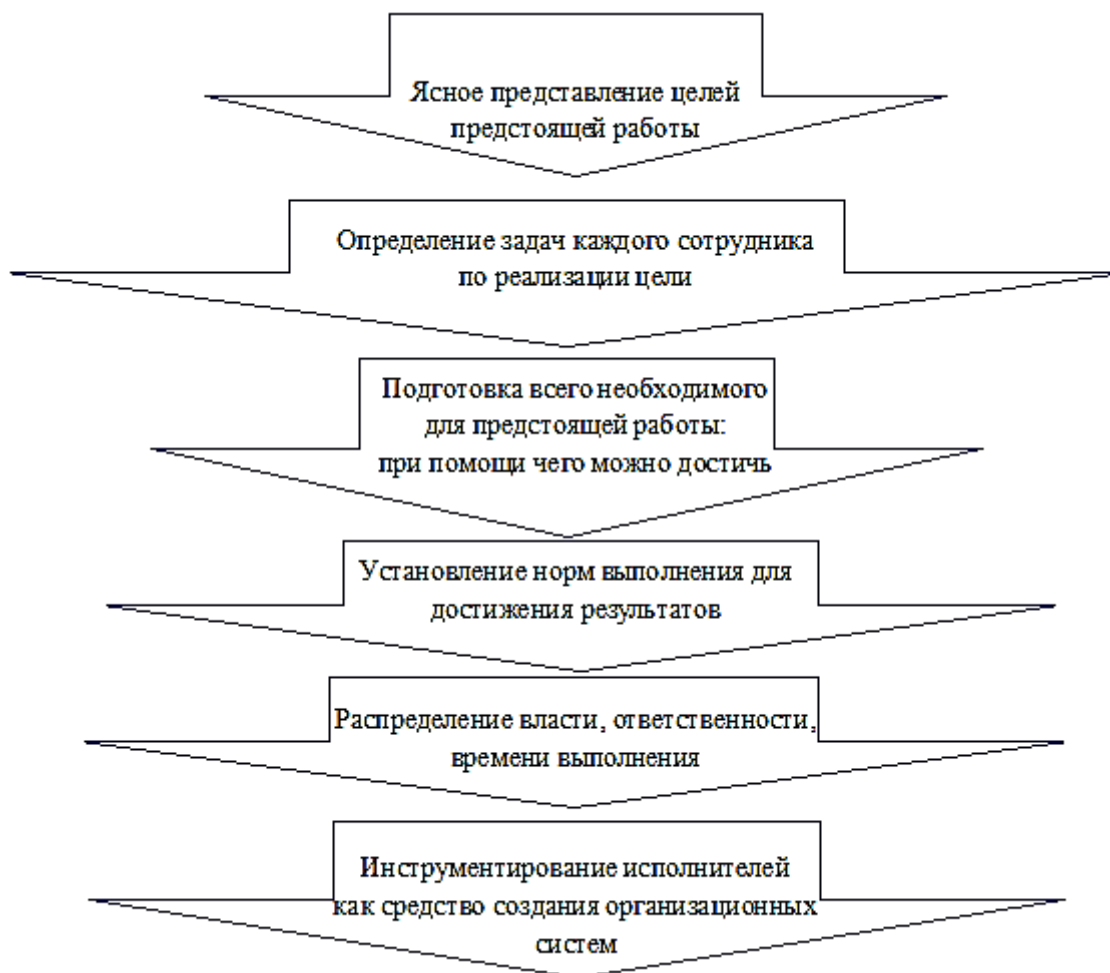 Ясное представление целей
предстоящей работы
Определение задач каждого сотрудника
по реализации цели
Подготовка всего необходимого
для предстоящей работы:
при помощи чего можно достичь
Установление норм выполнения для
достижения результатов
Распределение власти, ответственности,
времени выполнения
Инструментирование исполнителей
как средство создания организационных
систем